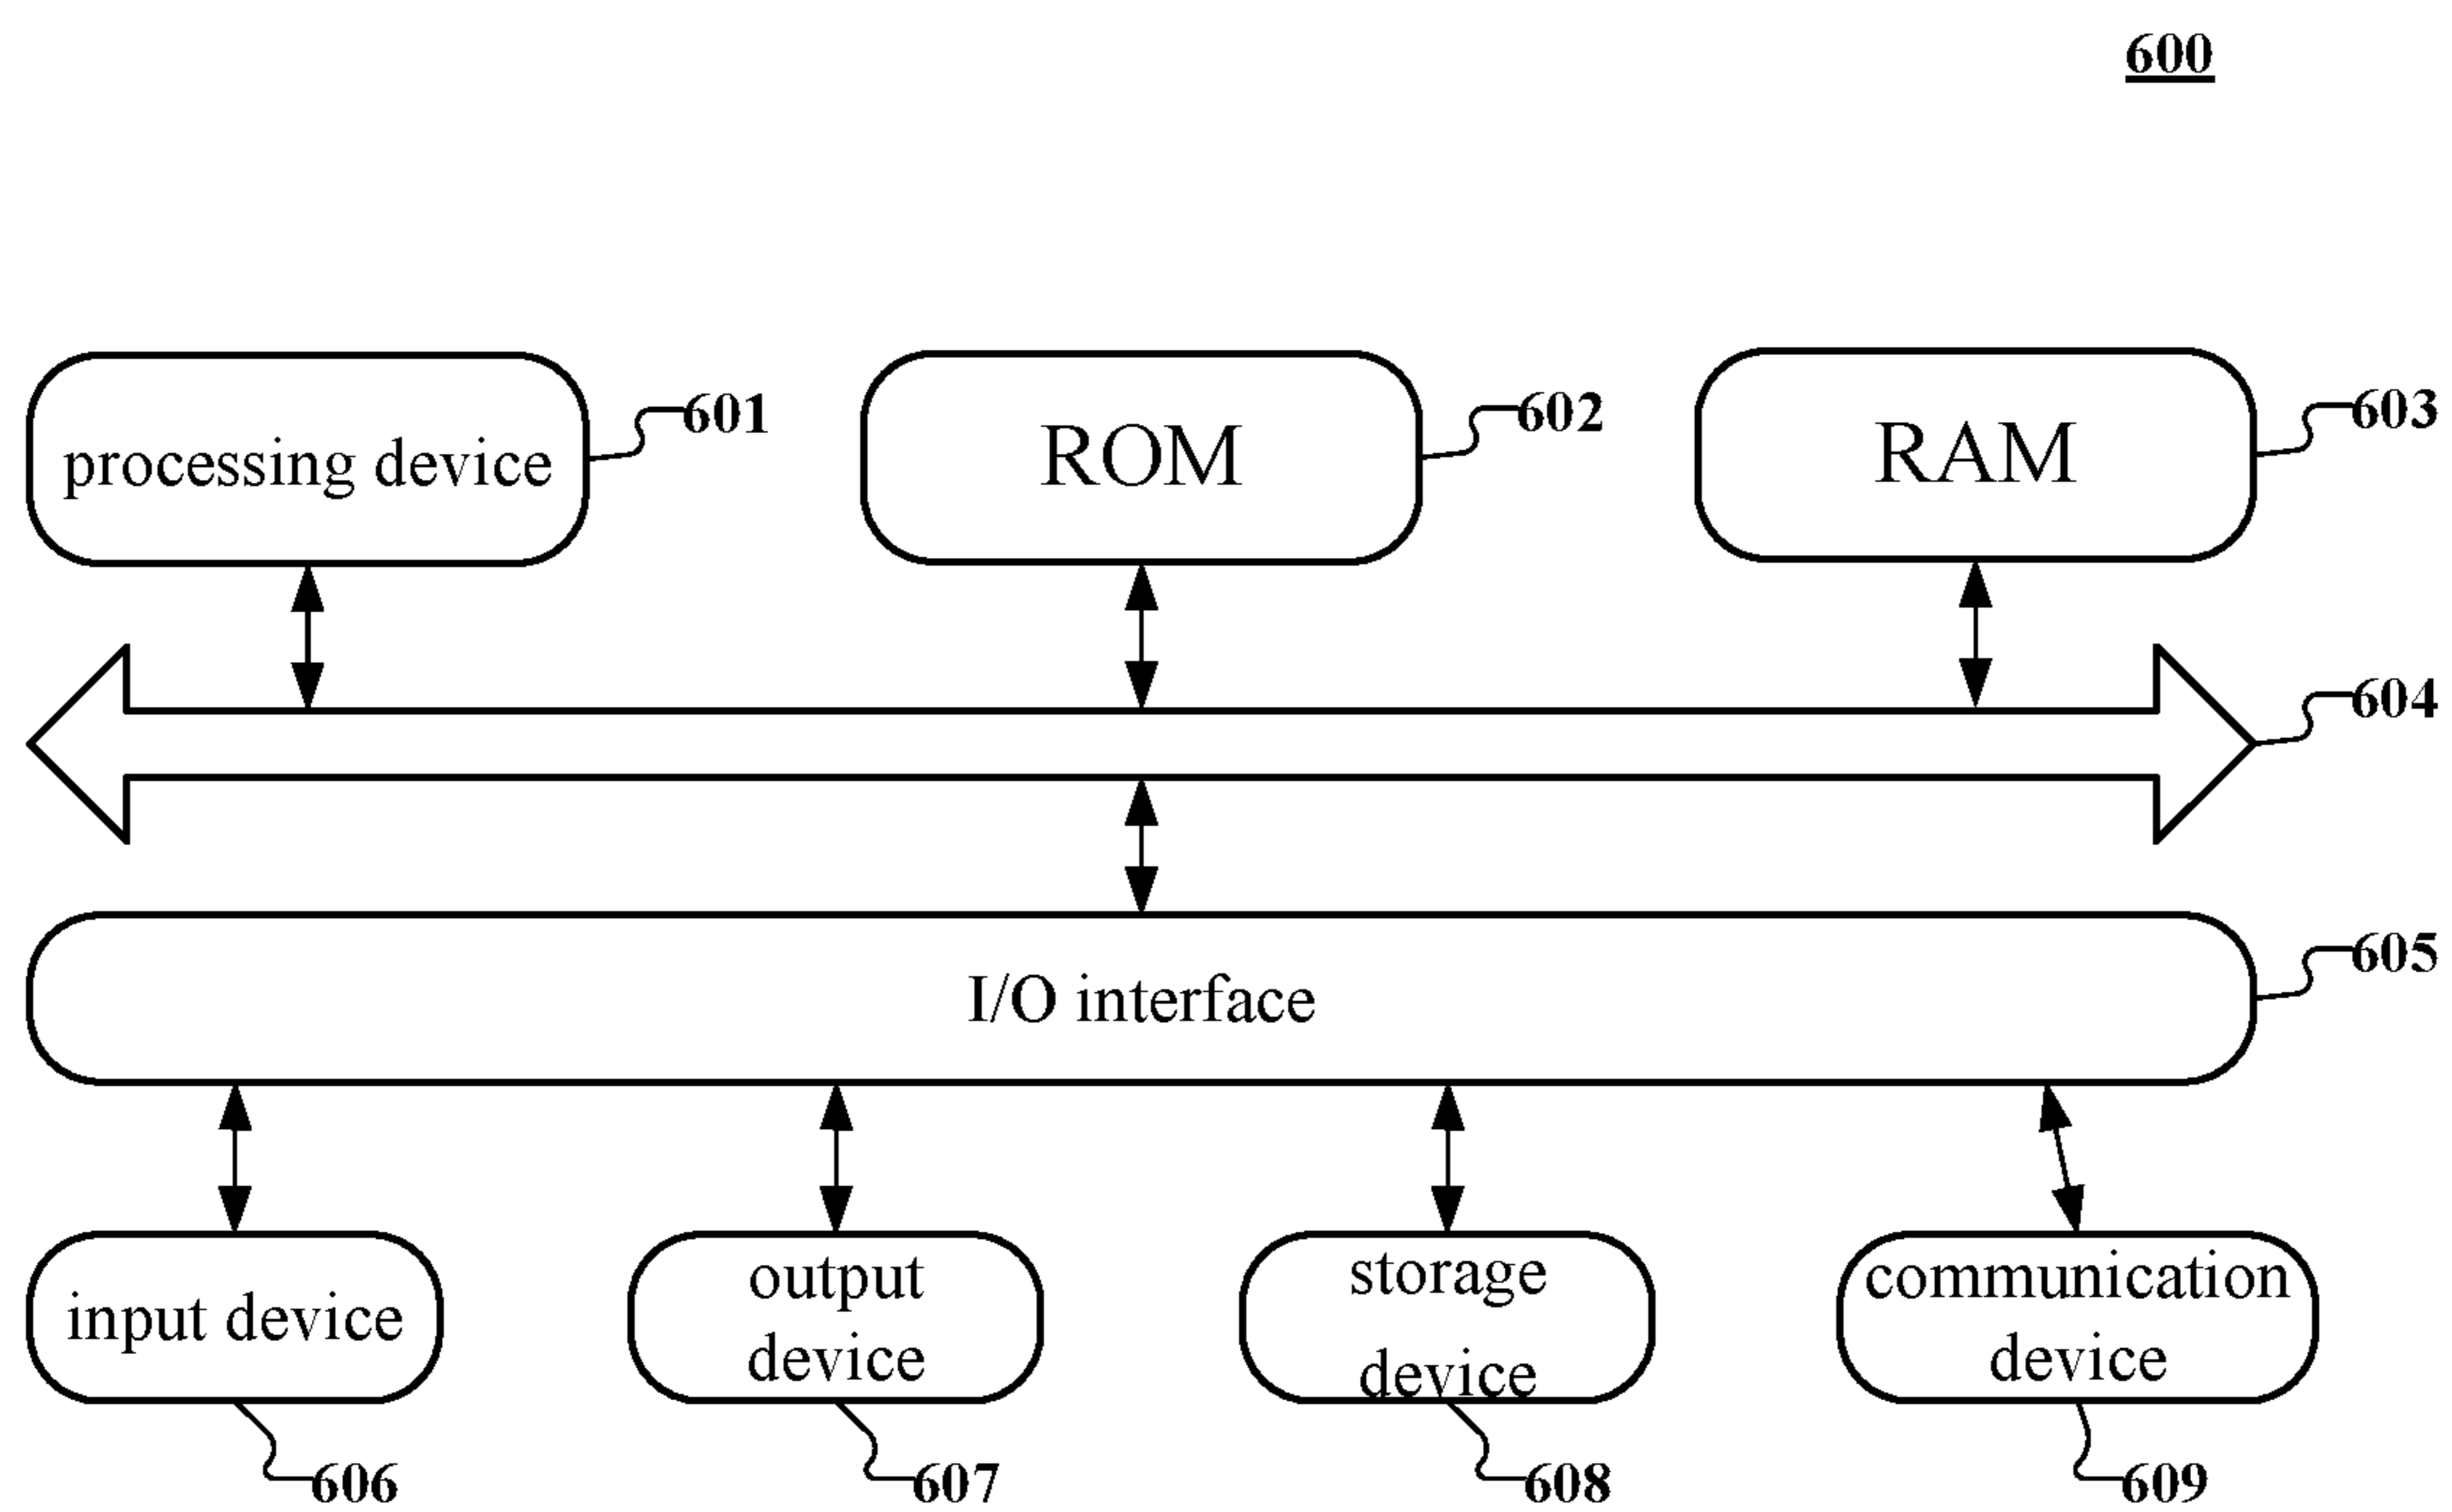 600
processing device
601
ROM
602
RAM
603
604
I/O interface
605
input device
output
device
storage
device
communication
device
606
607
608
609